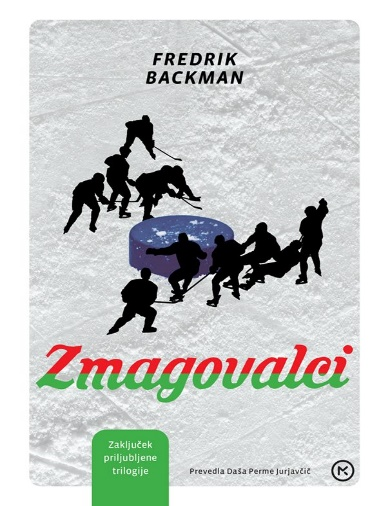 FREDRIK
BACKMAN
Zmagovalci
Zaključek
priljubljene
trilogije
Prevedla Daša Perme Jurjavčič